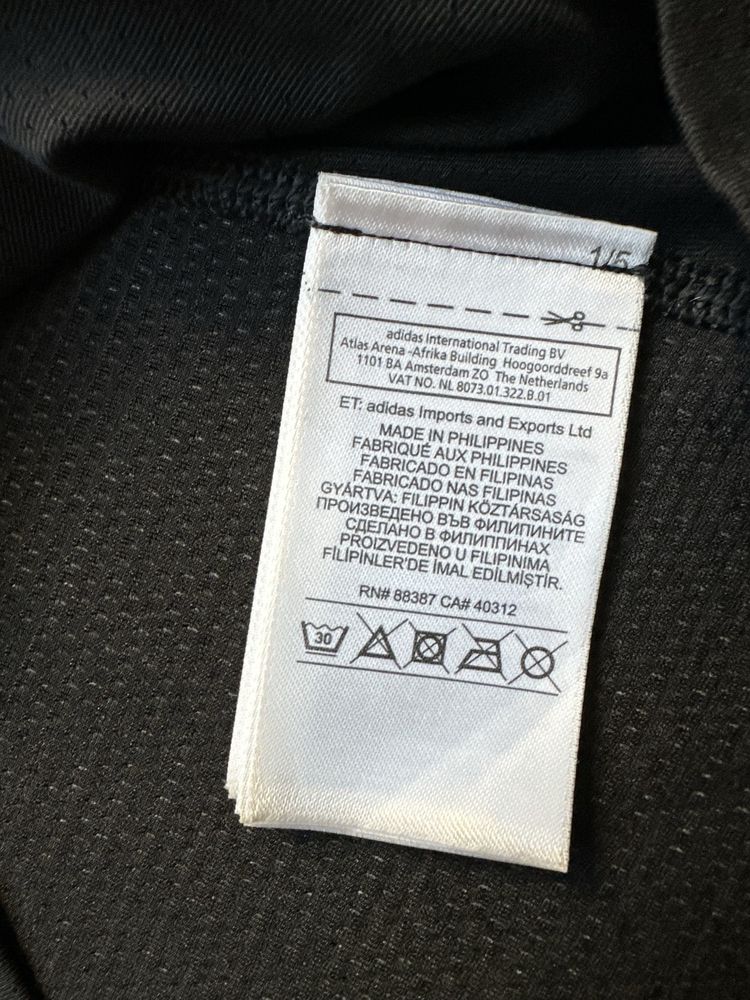 1/5
adidas International Trading BV
Atlas Arena -Afrika Building Hoogoorddreef 9a
1101 BA Amsterdam ZO The Netherlands
VAT NO. NL 8073.01.322.B.01
ET: adidas Imports and Exports Ltd
MADE IN PHILIPPINES
FABRIQUÉ AUX PHILIPPINES
FABRICADO EN FILIPINAS
FABRICADO NAS FILIPINAS
GYÁRTVA: FILIPPIN KÖZTÁRSASÁG
ПРОИЗВЕДЕНО ВЪВ ФИЛИПИНИТЕ
СДЕЛАНО В ФИЛИППИНАХ
PROIZVEDENO U FILIPINIMA
FİLİPİNLER'DE İMAL EDİLMİŞTİR.
RN# 88387 CA# 40312
30